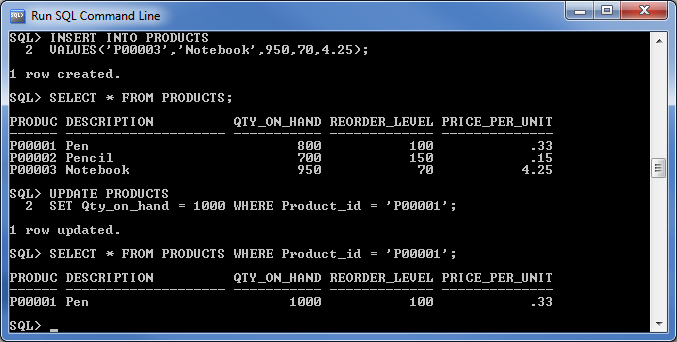 Run SQL Command Line
SQL> INSERT INTO PRODUCTS
2 VALUES('P00003','Notebook',950,70,4.25);
1 row created.
SQL> SELECT * FROM PRODUCTS;
PRODUC DESCRIPTION QTY_ON_HAND REORDER_LEVEL PRICE_PER_UNIT
------ -------------------- ----------- ------------- --------------
P00001 Pen 800 100 .33
P00002 Pencil 700 150 .15
P00003 Notebook 950 70 4.25
SQL> UPDATE PRODUCTS
2 SET Qty_on_hand = 1000 WHERE Product_id = 'P00001';
1 row updated.
SQL> SELECT * FROM PRODUCTS WHERE Product_id = 'P00001';
PRODUC DESCRIPTION QTY_ON_HAND REORDER_LEVEL PRICE_PER_UNIT
------ -------------------- ----------- ------------- --------------
P00001 Pen 1000 100 .33
SQL> _